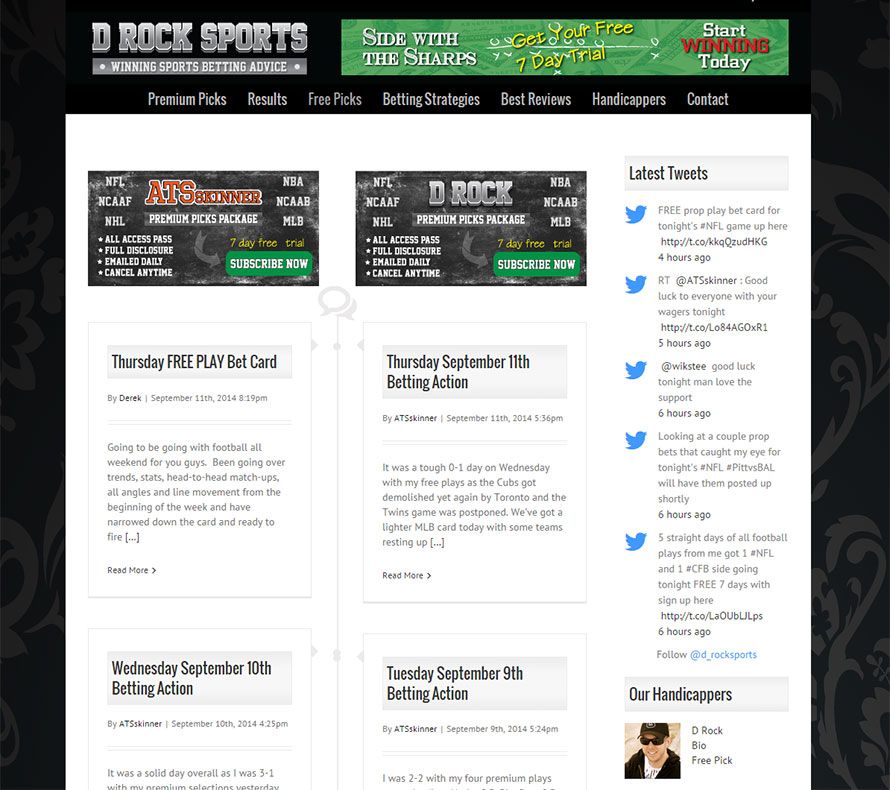 D ROCK SPORTS
• WINNING SPORTS BETTING ADVICE •
SIDE WITH
THE SHARPS
Get Your Free
7 Day Trial
Start
WINNING
Today
Premium Picks Results Free Picks Betting Strategies Best Reviews Handicappers Contact
NFL
NCAAF
NHL
ATSSKINNER
PREMIUM PICKS PACKAGE
NBA
NCAAB
MLB
★ ALL ACCESS PASS
★ FULL DISCLOSURE
★ EMAILED DAILY
★ CANCEL ANYTIME
7 day free trial
SUBSCRIBE NOW
NFL
NCAAF
NHL
D ROCK
PREMIUM PICKS PACKAGE
NBA
NCAAB
MLB
★ ALL ACCESS PASS
★ FULL DISCLOSURE
★ EMAILED DAILY
★ CANCEL ANYTIME
7 day free trial
SUBSCRIBE NOW
Thursday FREE PLAY Bet Card
By Derek | September 11th, 2014 8:19pm
Going to be going with football all
weekend for you guys. Been going over
trends, stats, head-to-head match-ups,
all angles and line movement from the
beginning of the week and have
narrowed down the card and ready to
fire [...]
Read More >
Thursday September 11th
Betting Action
By ATSskinner | September 11th, 2014 5:36pm
It was a tough 0-1 day on Wednesday
with my free plays as the Cubs got
demolished yet again by Toronto and the
Twins game was postponed. We've got a
lighter MLB card today with some teams
resting up [...]
Read More >
Wednesday September 10th
Betting Action
By ATSskinner | September 10th, 2014 4:25pm
It was a solid day overall as I was 3-1
with my premium selections yesterday
Tuesday September 9th
Betting Action
By ATSskinner | September 9th, 2014 5:24pm
I was 2-2 with my four premium plays
Latest Tweets
FREE prop play bet card for
tonight's #NFL game up here
http://t.co/kkqQzudHKG
4 hours ago
RT @ATSskinner : Good
luck to everyone with your
wagers tonight
http://t.co/Lo84AGOxR1
5 hours ago
@wikstee good luck
tonight man love the
support
6 hours ago
Looking at a couple prop
bets that caught my eye for
tonight's #NFL #PittvsBAL
will have them posted up
shortly
6 hours ago
5 straight days of all football
plays from me got 1 #NFL
and 1 #CFB side going
tonight FREE 7 days with
sign up here
http://t.co/LaOUbLJLps
6 hours ago
Follow @d_rocksports
Our Handicappers
D Rock
Bio
Free Pick